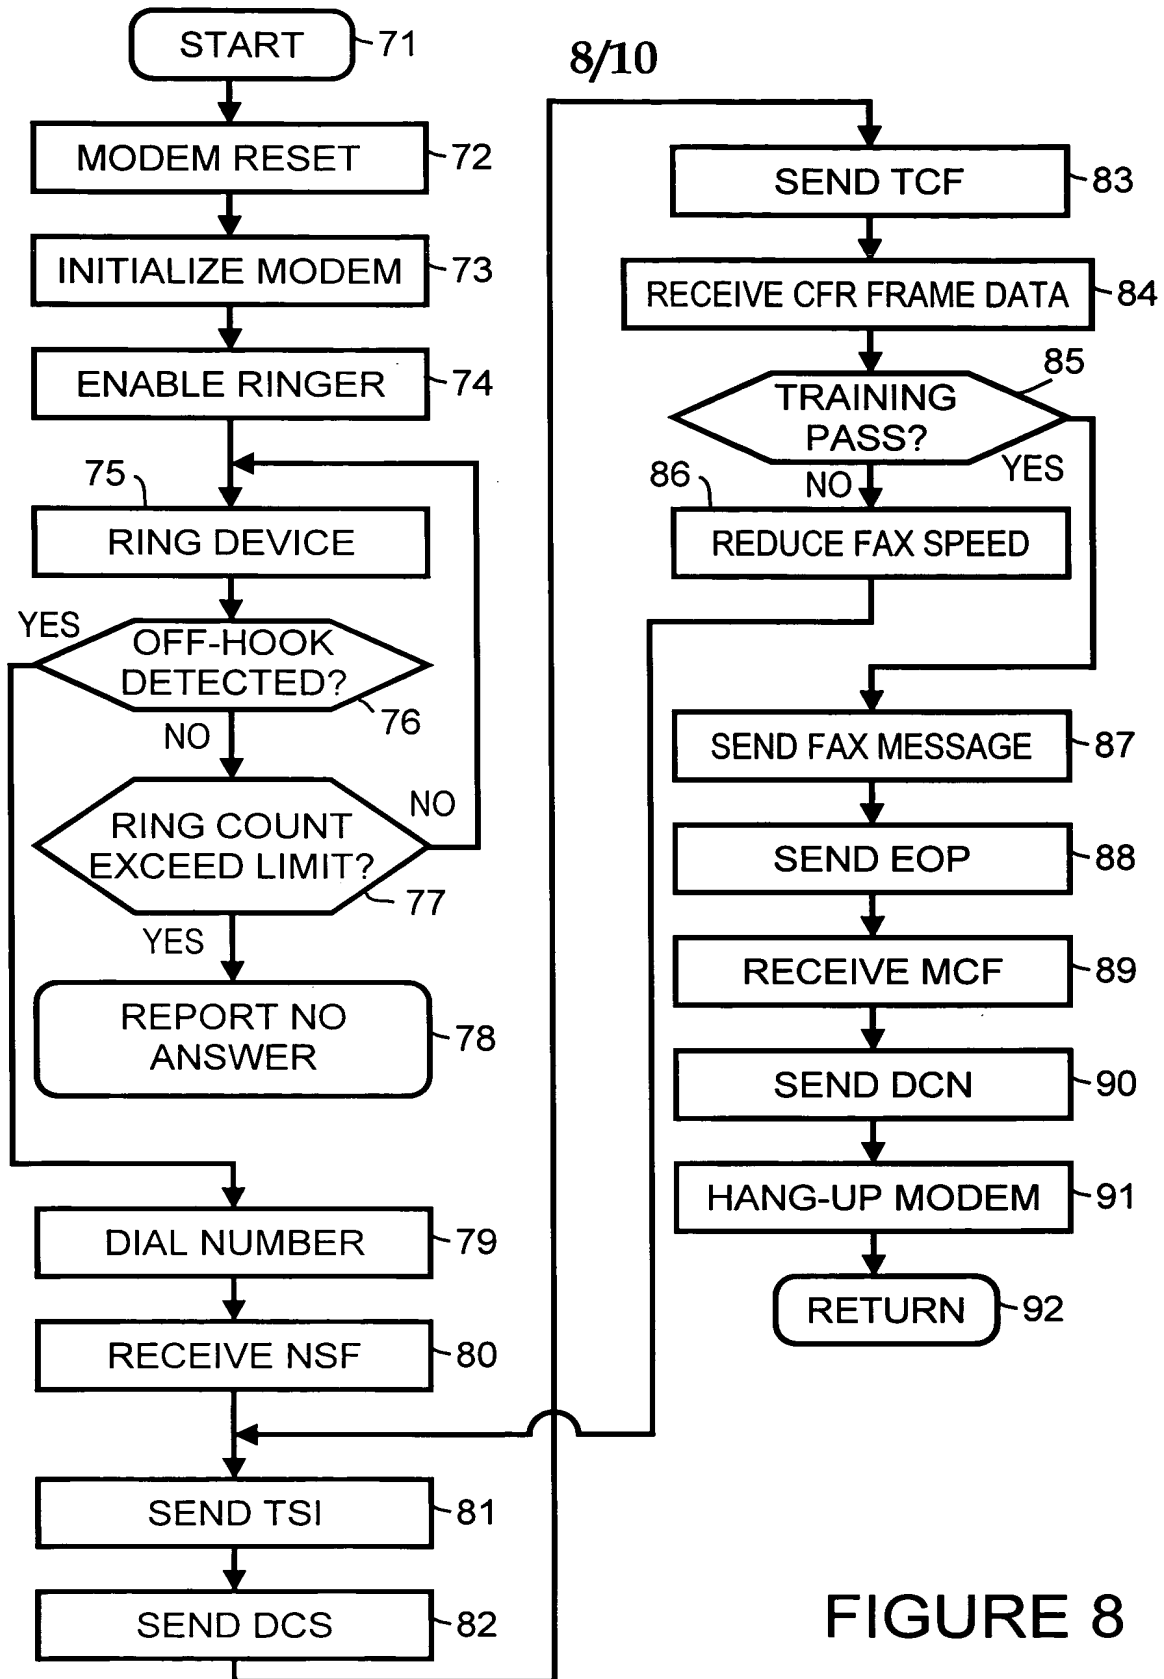 8/10
START
71
MODEM RESET
72
INITIALIZE MODEM
73
ENABLE RINGER
74
75
RING DEVICE
YES
OFF-HOOK
DETECTED?
76
NO
RING COUNT
EXCEED LIMIT?
77
NO
YES
REPORT NO
ANSWER
78
DIAL NUMBER
79
RECEIVE NSF
80
SEND TSI
81
SEND DCS
82
SEND TCF
83
RECEIVE CFR FRAME DATA
84
85
TRAINING
PASS?
YES
NO
86
REDUCE FAX SPEED
SEND FAX MESSAGE
87
SEND EOP
88
RECEIVE MCF
89
SEND DCN
90
HANG-UP MODEM
91
RETURN
92
FIGURE 8